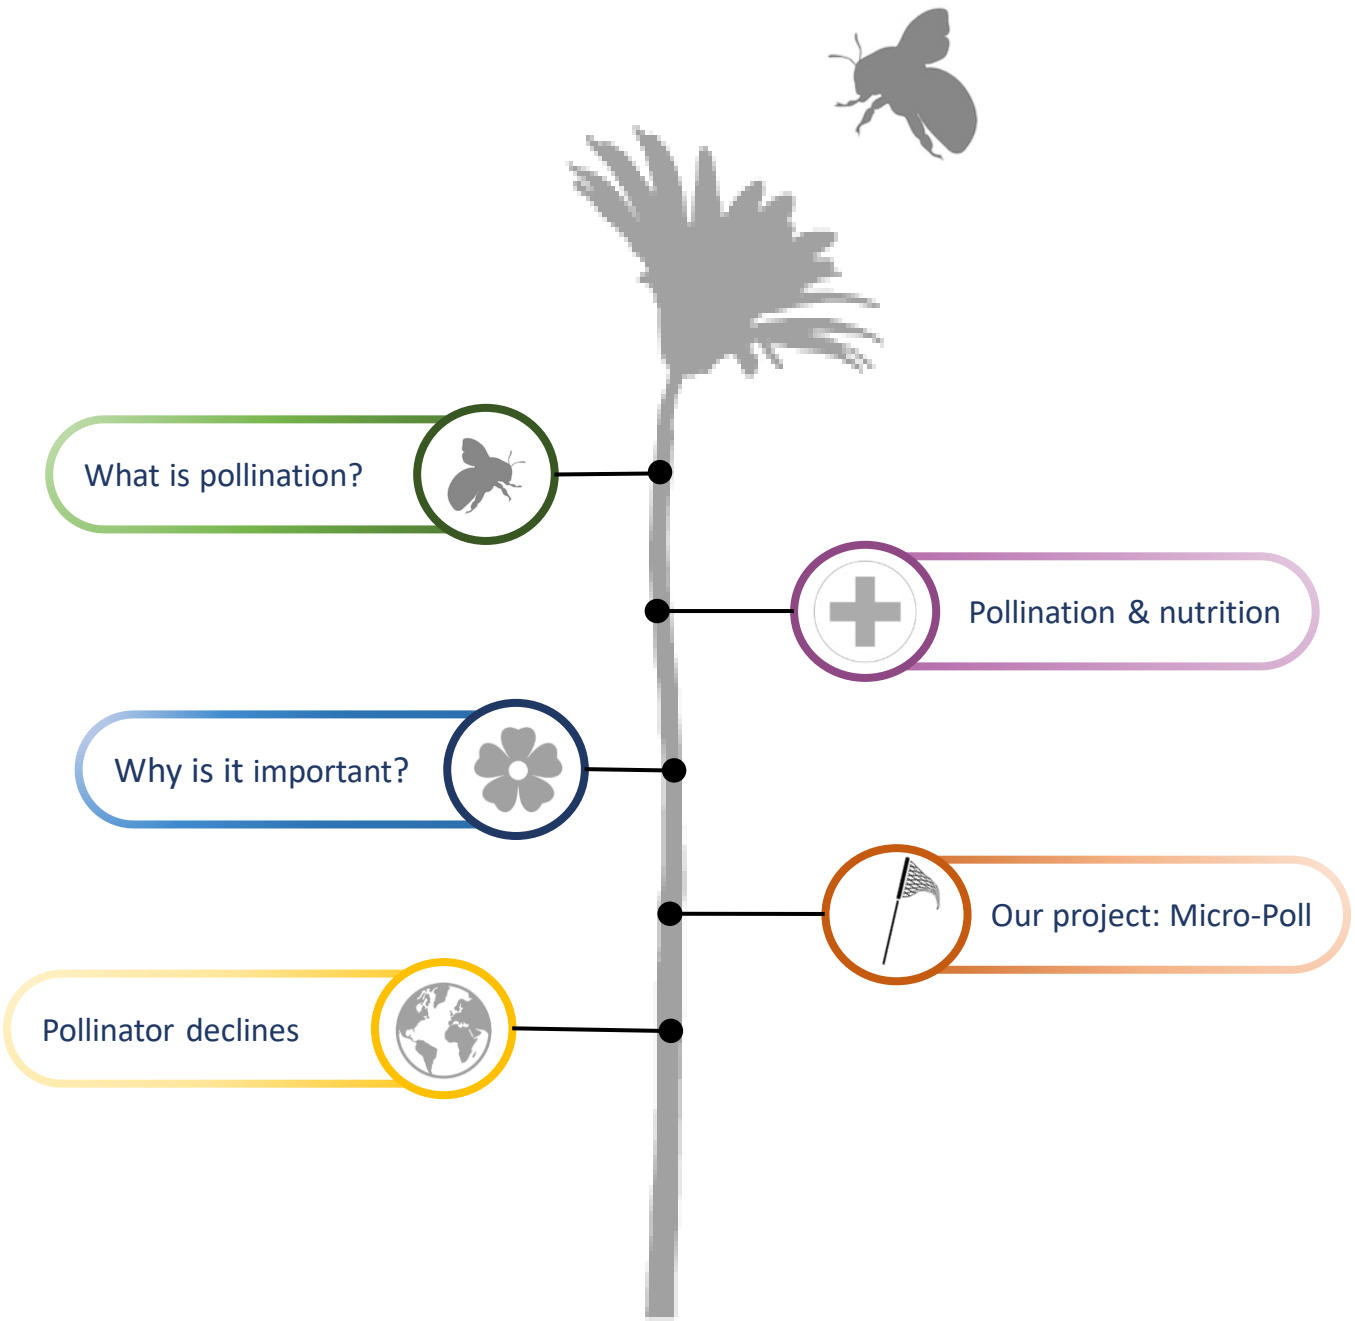 What is pollination?
Pollination & nutrition
Why is it important?
Our project: Micro-Poll
Pollinator declines